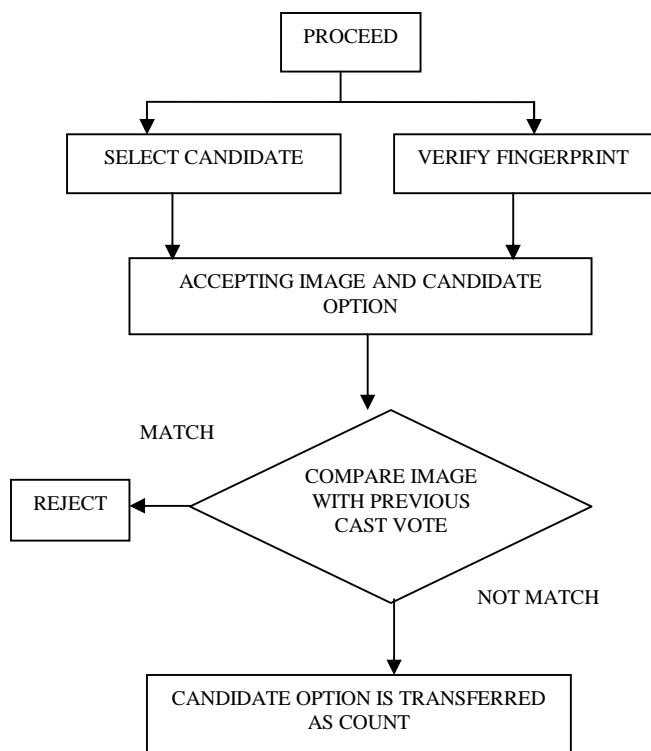 PROCEED
SELECT CANDIDATE
VERIFY FINGERPRINT
ACCEPTING IMAGE AND CANDIDATE
OPTION
MATCH
COMPARE IMAGE
WITH PREVIOUS
CAST VOTE
REJECT
NOT MATCH
CANDIDATE OPTION IS TRANSFERRED
AS COUNT